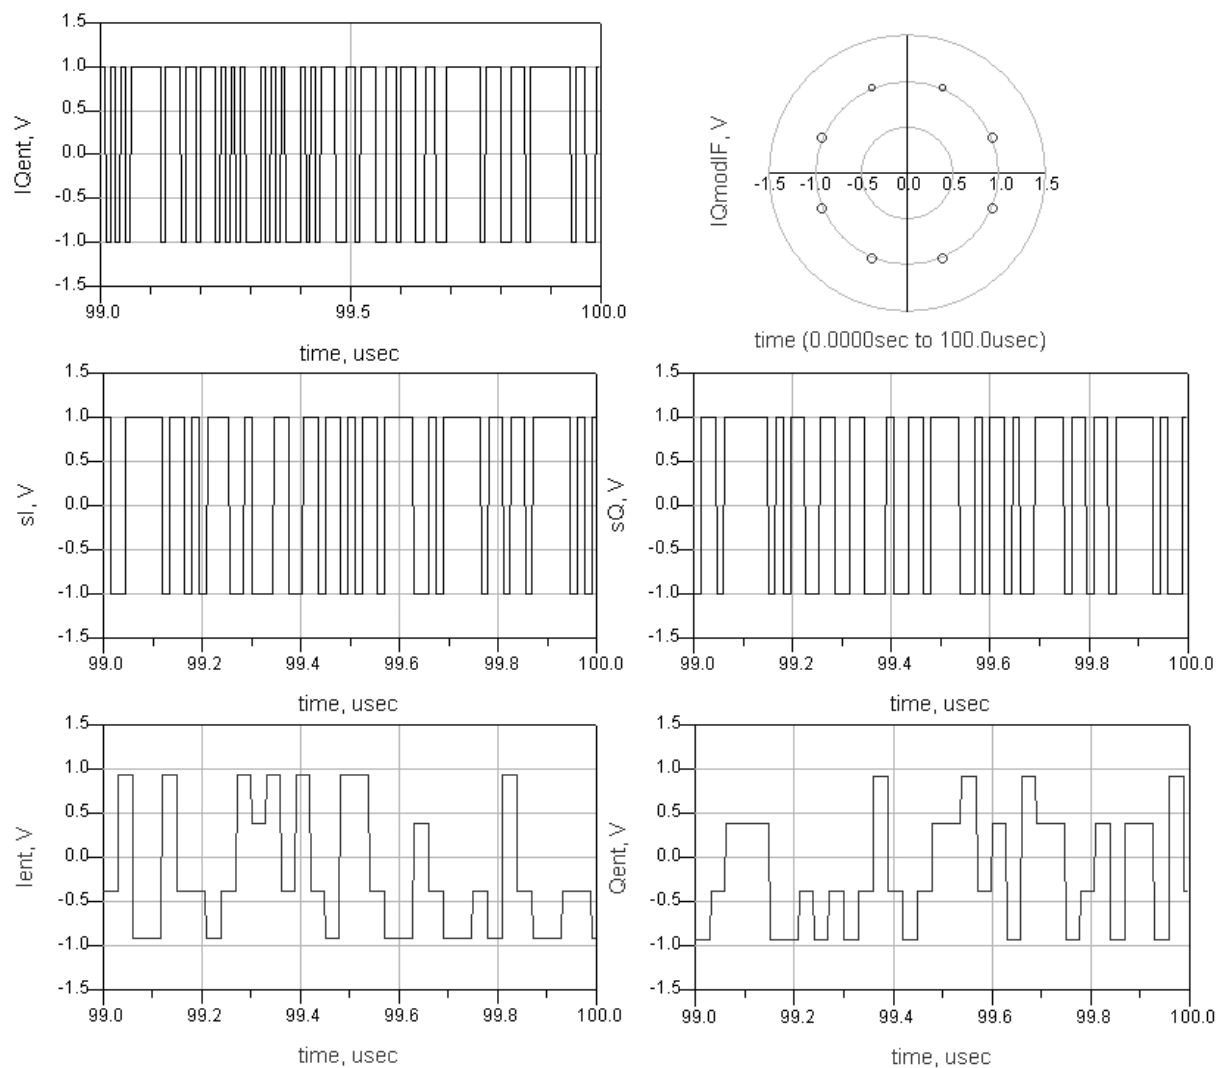 1.5
1.0
0.5
0.0
-0.5
-1.0
-1.5
IQent, V
99.0 99.5 100.0
time, usec
IQmodIF, V
-1.5 -1.0 -0.5 0.0 0.5 1.0 1.5
time (0.0000sec to 100.0usec)
1.5
1.0
0.5
0.0
-0.5
-1.0
-1.5
sI, V
99.0 99.2 99.4 99.6 99.8 100.0
time, usec
1.5
1.0
0.5
0.0
-0.5
-1.0
-1.5
sQ, V
99.0 99.2 99.4 99.6 99.8 100.0
time, usec
1.5
1.0
0.5
0.0
-0.5
-1.0
-1.5
Ient, V
99.0 99.2 99.4 99.6 99.8 100.0
time, usec
1.5
1.0
0.5
0.0
-0.5
-1.0
-1.5
Qent, V
99.0 99.2 99.4 99.6 99.8 100.0
time, usec